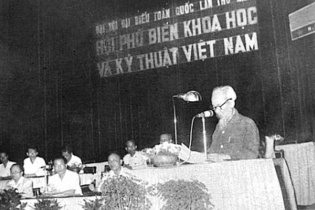 ĐẠI HỘI ĐẠI BIỂU TOÀN QUỐC LẦN THỨ
HỘI PHỔ BIẾN KHOA HỌC
VÀ KỸ THUẬT VIỆT NAM